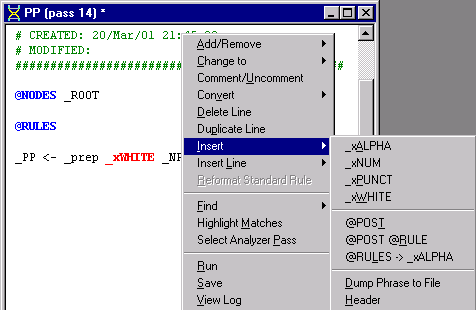 PP (pass 14) *
# CREATED: 20/Mar/01 21:
# MODIFIED:
@NODES _ROOT
@RULES
_PP <- _prep _xWHITE _NP
Add/Remove
Change to
Comment/Uncomment
Convert
Delete Line
Duplicate Line
Insert
Insert Line
Reformat Standard Rule
Find
Highlight Matches
Select Analyzer Pass
Run
Save
View Log
_xALPHA
_xNUM
_xPUNCT
_xWHITE
@POST
@POST @RULE
@RULES -> _xALPHA
Dump Phrase to File
Header